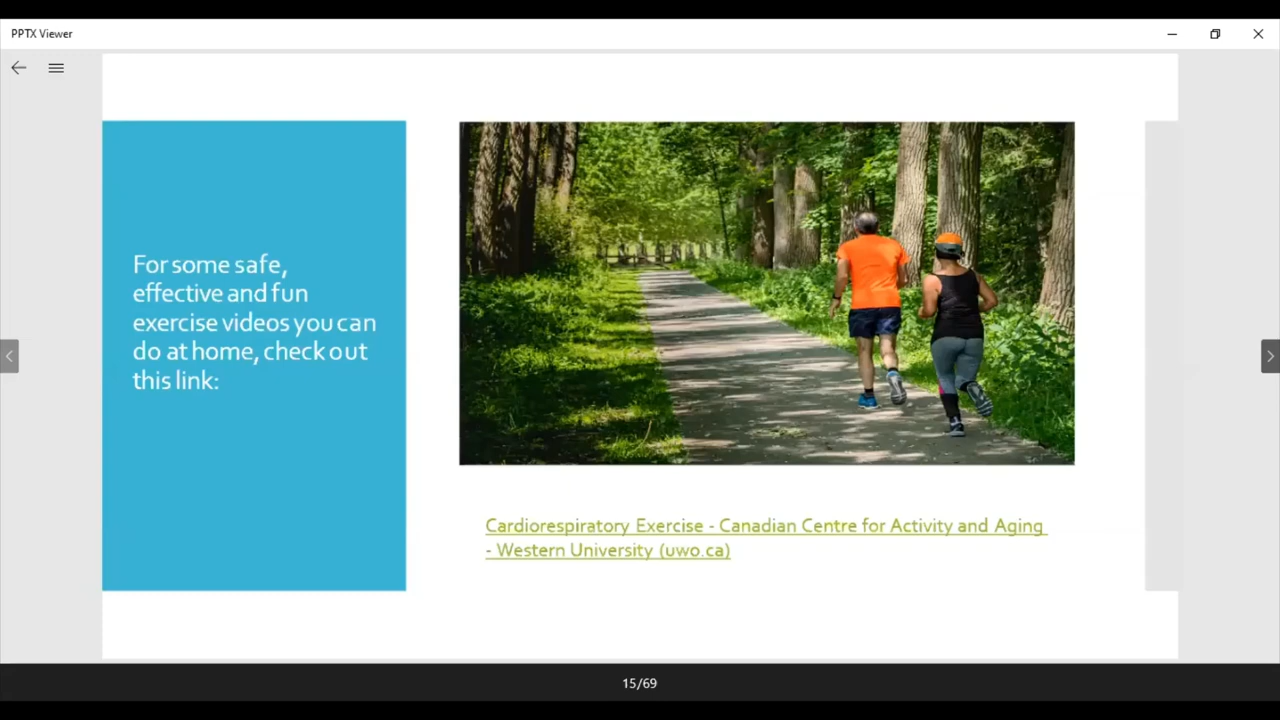 PPTX Viewer
For some safe,
effective and fun
exercise videos you can
do at home, check out
this link:
Cardiorespiratory Exercise - Canadian Centre for Activity and Aging
- Western University (uwo.ca)
15/69